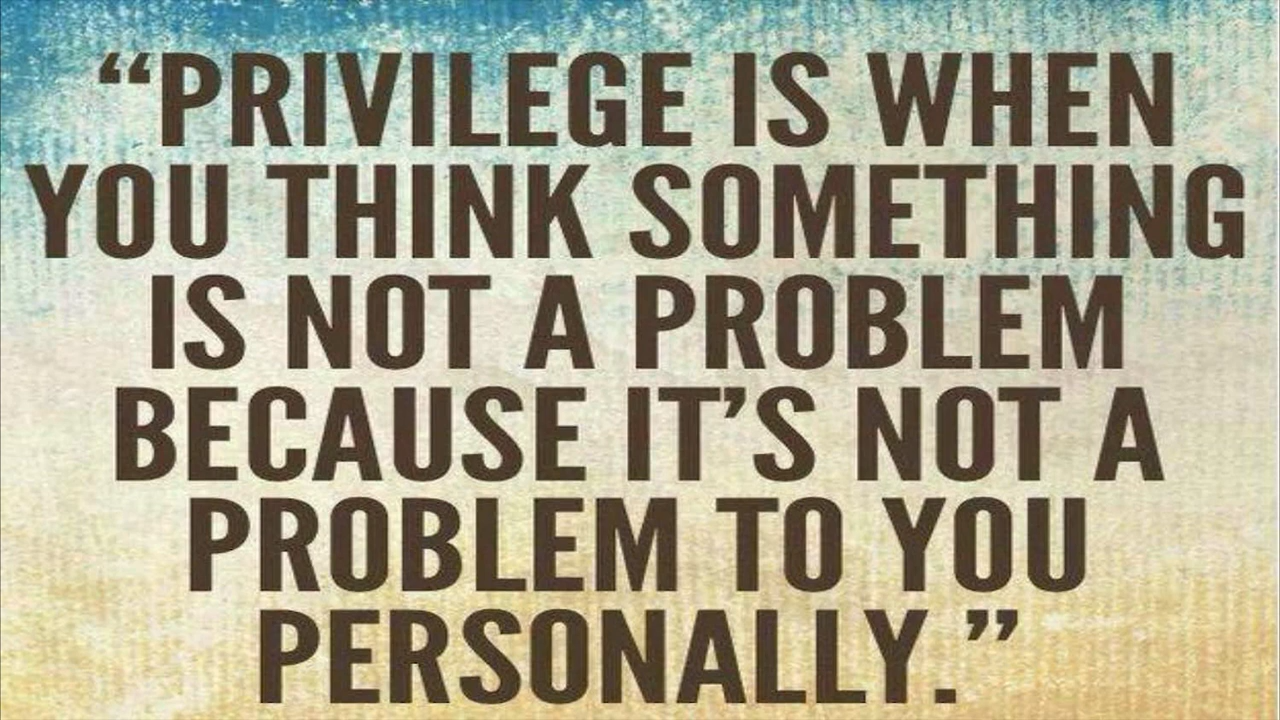 “PRIVILEGE IS WHEN
YOU THINK SOMETHING
IS NOT A PROBLEM
BECAUSE IT’S NOT A
PROBLEM TO YOU
PERSONALLY.”